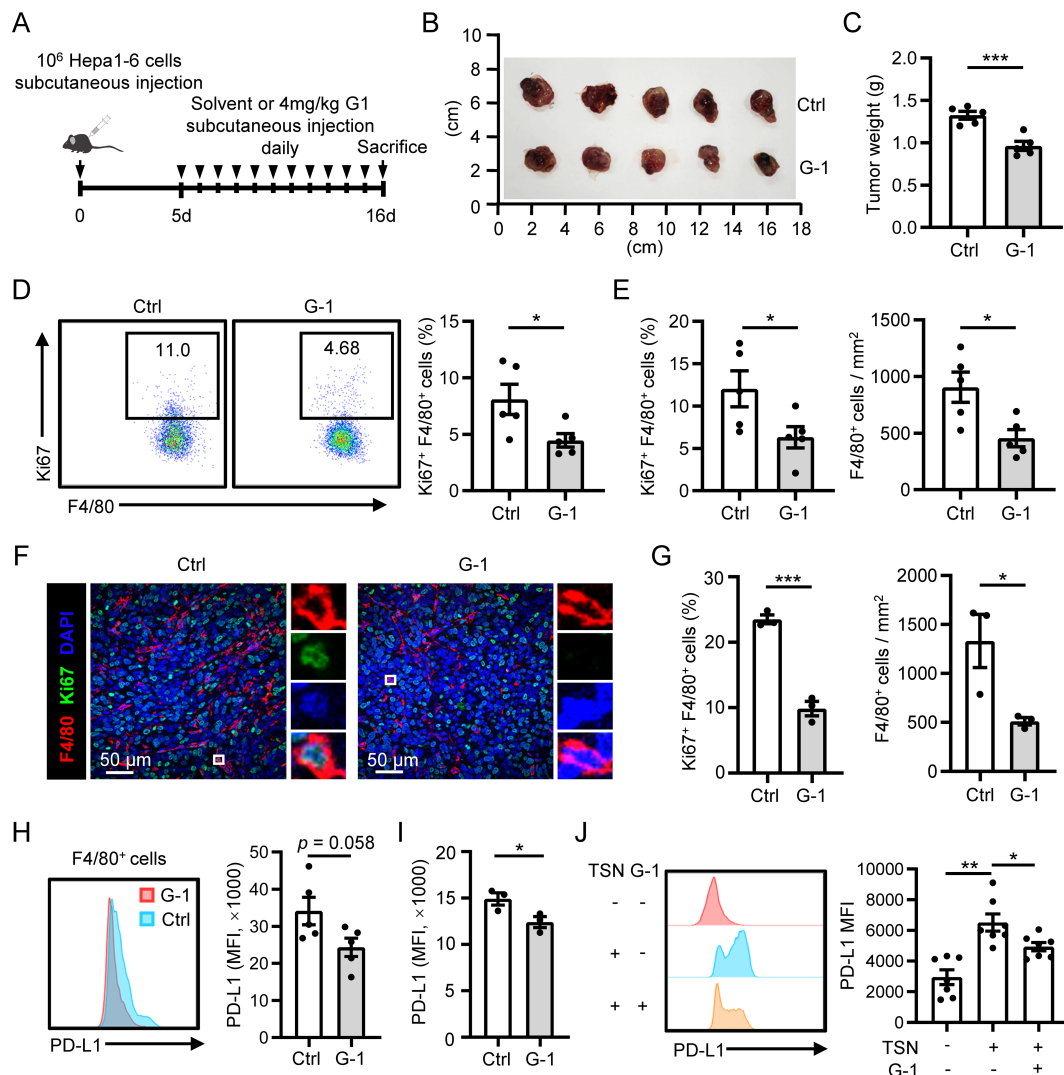 A
10⁶ Hepa1-6 cells
subcutaneous injection
Solvent or 4mg/kg G1
subcutaneous injection
daily
Sacrifice
0
5d
16d
B
10
8
6
4
2
0
(cm)
Ctrl
G-1
0 2 4 6 8 10 12 14 16 18
(cm)
C
***
2.0
1.5
1.0
0.5
0.0
Tumor weight (g)
Ctrl
G-1
D
Ctrl
G-1
11.0
4.68
Ki67
F4/80
*
15
10
5
0
Ki67⁺ F4/80⁺ cells (%)
Ctrl
G-1
E
*
20
15
10
5
0
Ki67⁺ F4/80⁺ cells (%)
Ctrl
G-1
*
1500
1000
500
0
F4/80⁺ cells / mm²
Ctrl
G-1
F
Ctrl
G-1
F4/80 Ki67 DAPI
50 µm
50 µm
G
***
30
20
10
0
Ki67⁺ F4/80⁺ cells (%)
Ctrl
G-1
*
2000
1500
1000
500
0
F4/80⁺ cells / mm²
Ctrl
G-1
H
F4/80⁺ cells
G-1
Ctrl
PD-L1
p = 0.058
50
40
30
20
10
0
PD-L1 (MFI, ×1000)
Ctrl
G-1
I
*
20
15
10
5
0
PD-L1 (MFI, ×1000)
Ctrl
G-1
J
TSN G-1
- -
+ -
+ +
PD-L1
** *
10000
8000
6000
4000
2000
0
PD-L1 MFI
TSN - + +
G-1 - - +